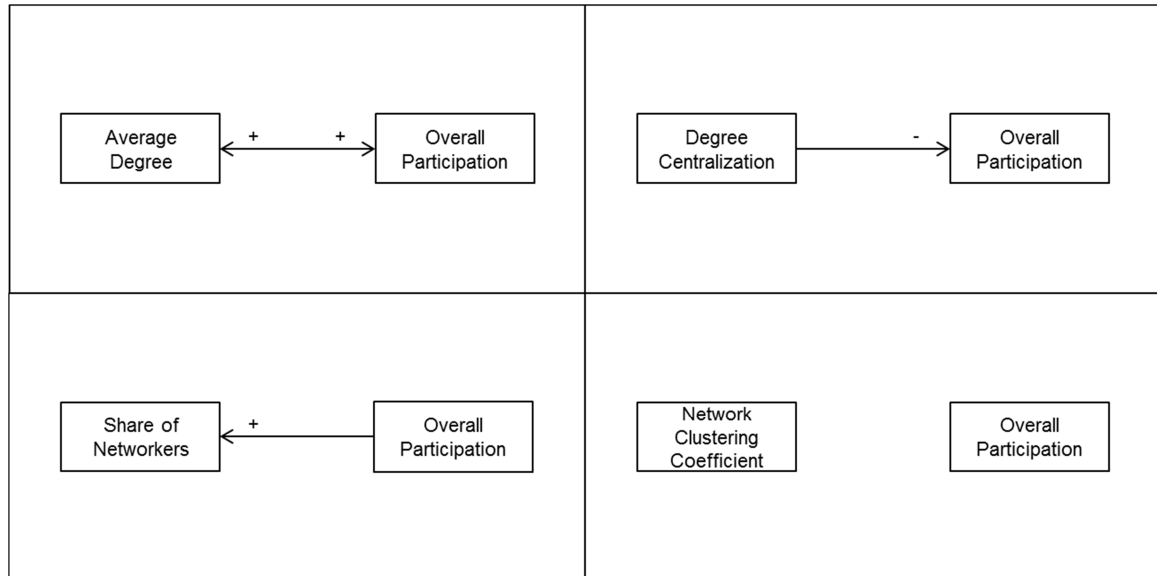 Average
Degree
+ +
Overall
Participation
Degree
Centralization
-
Overall
Participation
Share of
Networkers
+
Overall
Participation
Network
Clustering
Coefficient
Overall
Participation